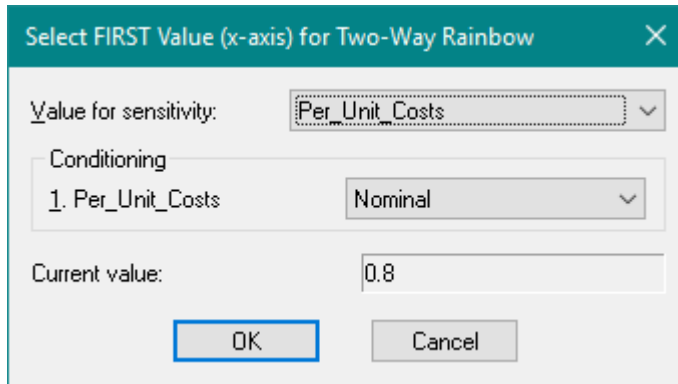 Select FIRST Value (x-axis) for Two-Way Rainbow
Value for sensitivity: Per_Unit_Costs
Conditioning
1. Per_Unit_Costs Nominal
Current value: 0.8
OK Cancel